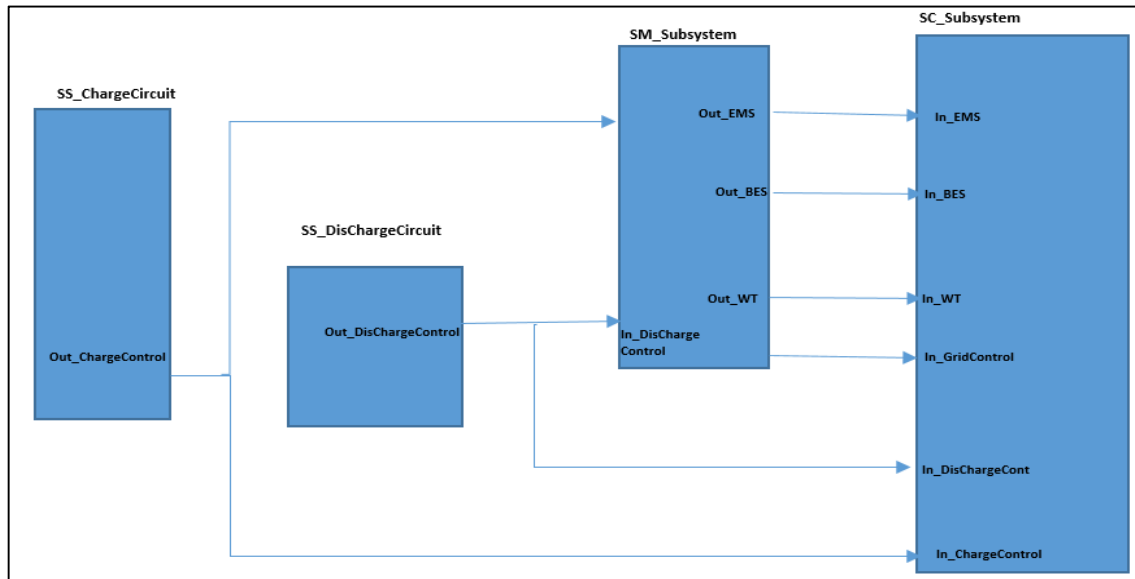 SC_Subsystem
SM_Subsystem
SS_ChargeCircuit
Out_EMS
In_EMS
Out_BES
In_BES
SS_DisChargeCircuit
Out_WT
In_WT
Out_DisChargeControl
In_DisCharge
Control
Out_ChargeControl
In_GridControl
In_DisChargeCont
In_ChargeControl